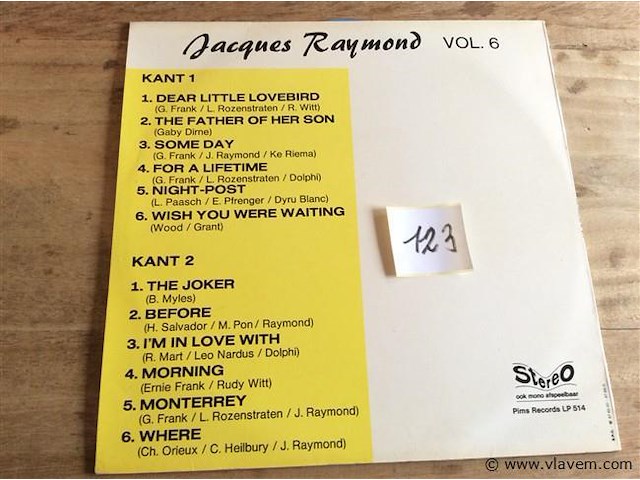 Jacques Raymond VOL. 6
KANT 1
1. DEAR LITTLE LOVEBIRD
(G. Frank / L. Rozenstraten / R. Witt)
2. THE FATHER OF HER SON
(Gaby Dirne)
3. SOME DAY
(G. Frank / J. Raymond / Ke Riema)
4. FOR A LIFETIME
(G. Frank / L. Rozenstraten / Dolphi)
5. NIGHT-POST
(L. Paasch / E. Pfrenger / Dyru Blanc)
6. WISH YOU WERE WAITING
(Wood / Grant)
123
KANT 2
1. THE JOKER
(B. Myles)
2. BEFORE
(H. Salvador / M. Pon / Raymond)
3. I'M IN LOVE WITH
(R. Mart / Leo Nardus / Dolphi)
4. MORNING
(Ernie Frank / Rudy Witt)
5. MONTERREY
(G. Frank / L. Rozenstraten / J. Raymond)
6. WHERE
(Ch. Orieux / C. Heilbury / J. Raymond)
Stereo
ook mono afspeelbaar
Pims Records LP 514
© www.vlavem.com